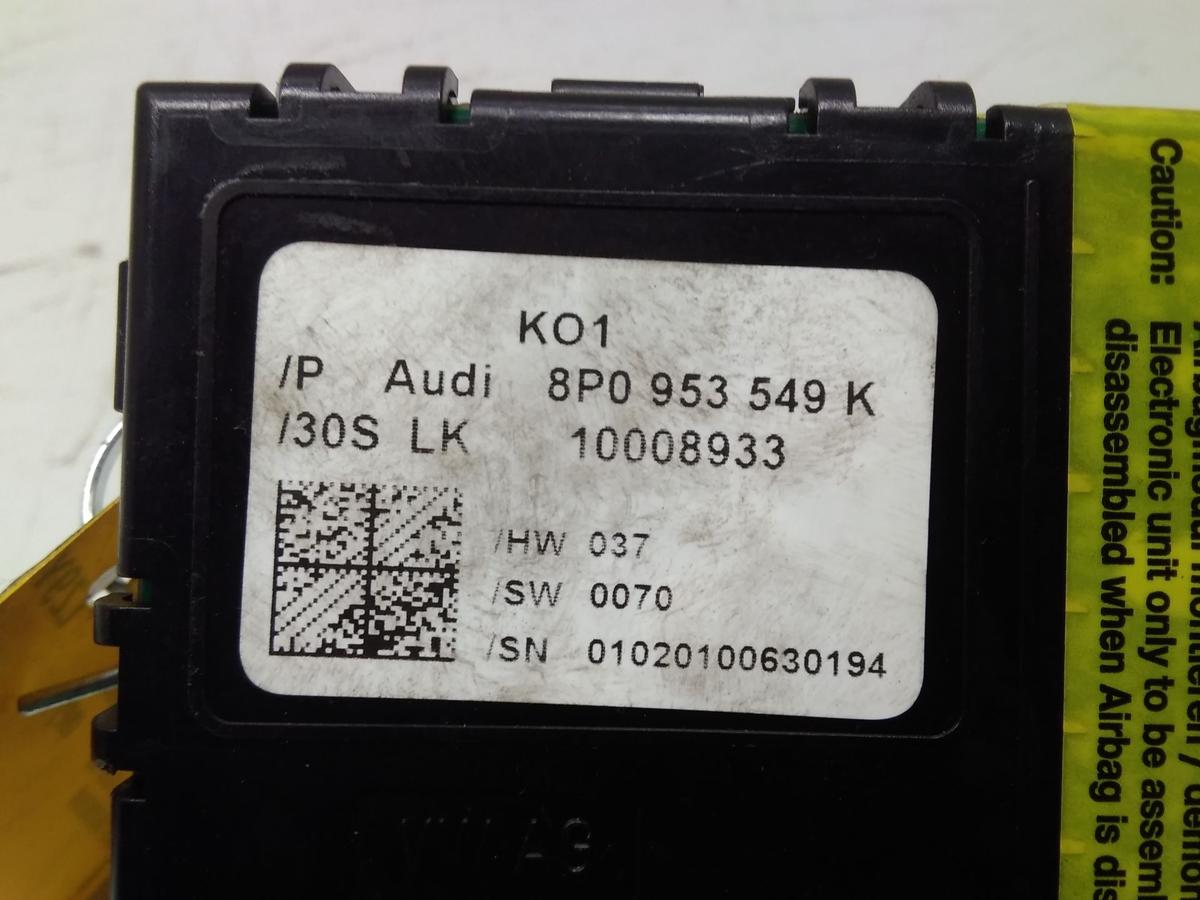 KO1
/P Audi 8P0 953 549 K
/30S LK 10008933
/HW 037
/SW 0070
/SN 01020100630194
Caution:
Electronic unit only to be assem
disassembled when Airbag is dis